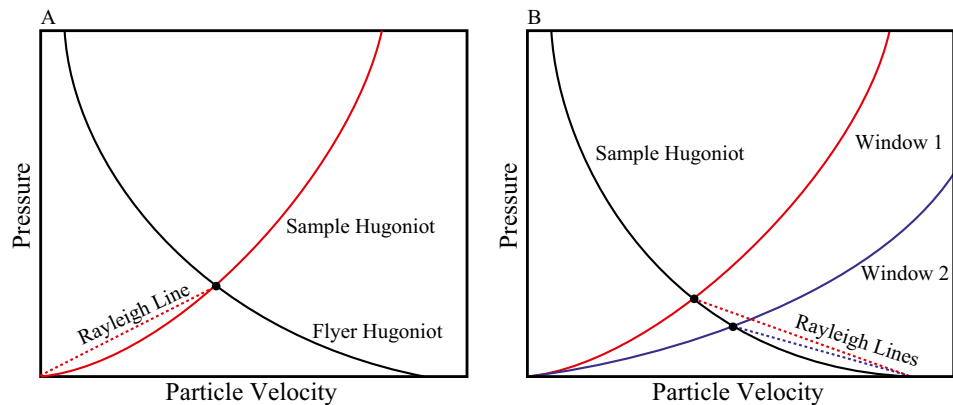 A
Pressure
Sample Hugoniot
Rayleigh Line
Flyer Hugoniot
Particle Velocity
B
Pressure
Sample Hugoniot
Window 1
Window 2
Rayleigh Lines
Particle Velocity